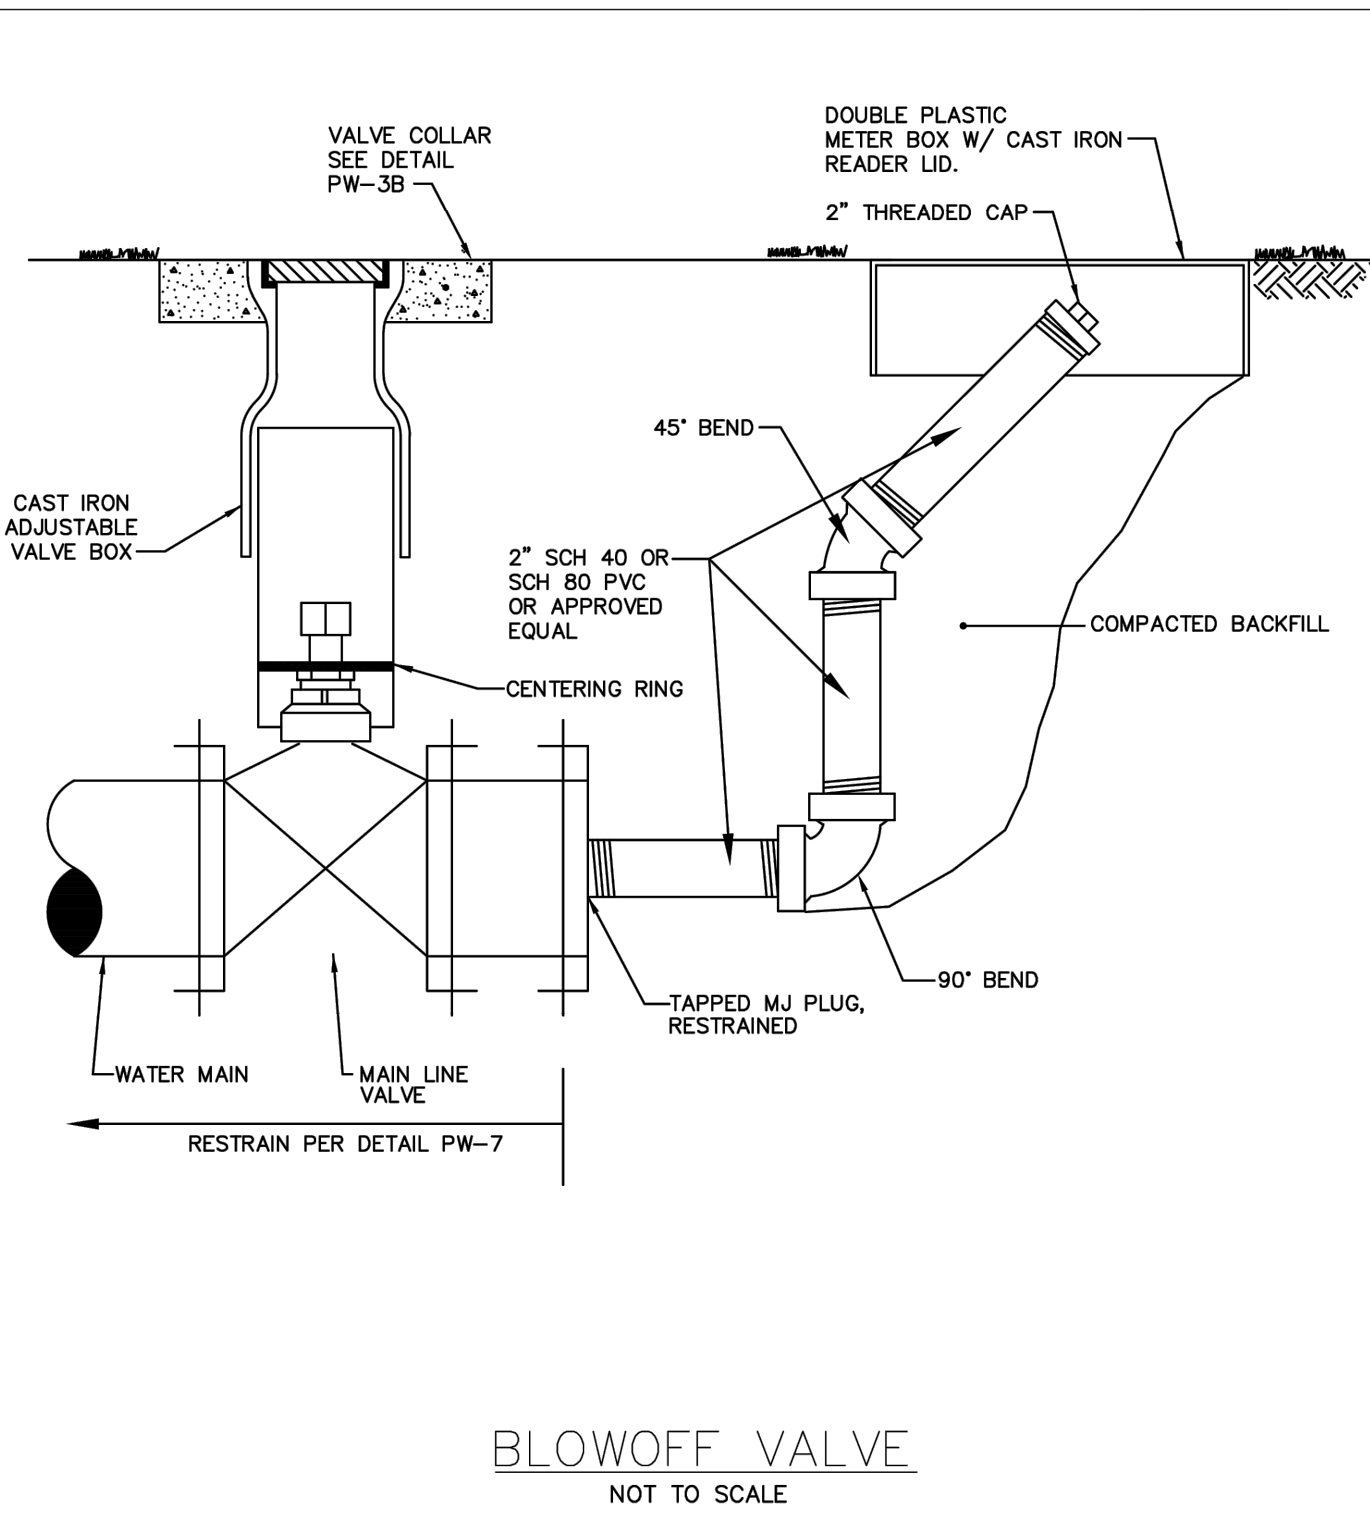 VALVE COLLAR
SEE DETAIL
PW-3B
DOUBLE PLASTIC
METER BOX W/ CAST IRON
READER LID.
2” THREADED CAP
45° BEND
CAST IRON
ADJUSTABLE
VALVE BOX
2” SCH 40 OR
SCH 80 PVC
OR APPROVED
EQUAL
COMPACTED BACKFILL
CENTERING RING
90° BEND
TAPPED MJ PLUG,
RESTRAINED
WATER MAIN
MAIN LINE
VALVE
RESTRAIN PER DETAIL PW-7
BLOWOFF VALVE
NOT TO SCALE